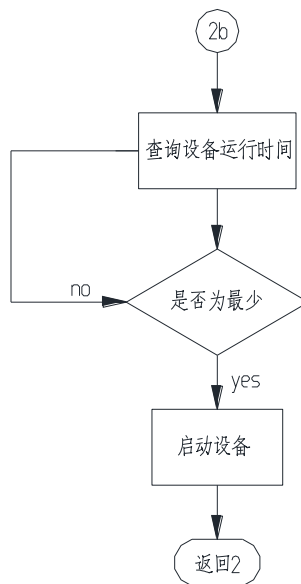 2b
查询设备运行时间
是否为最少
no
yes
启动设备
返回2